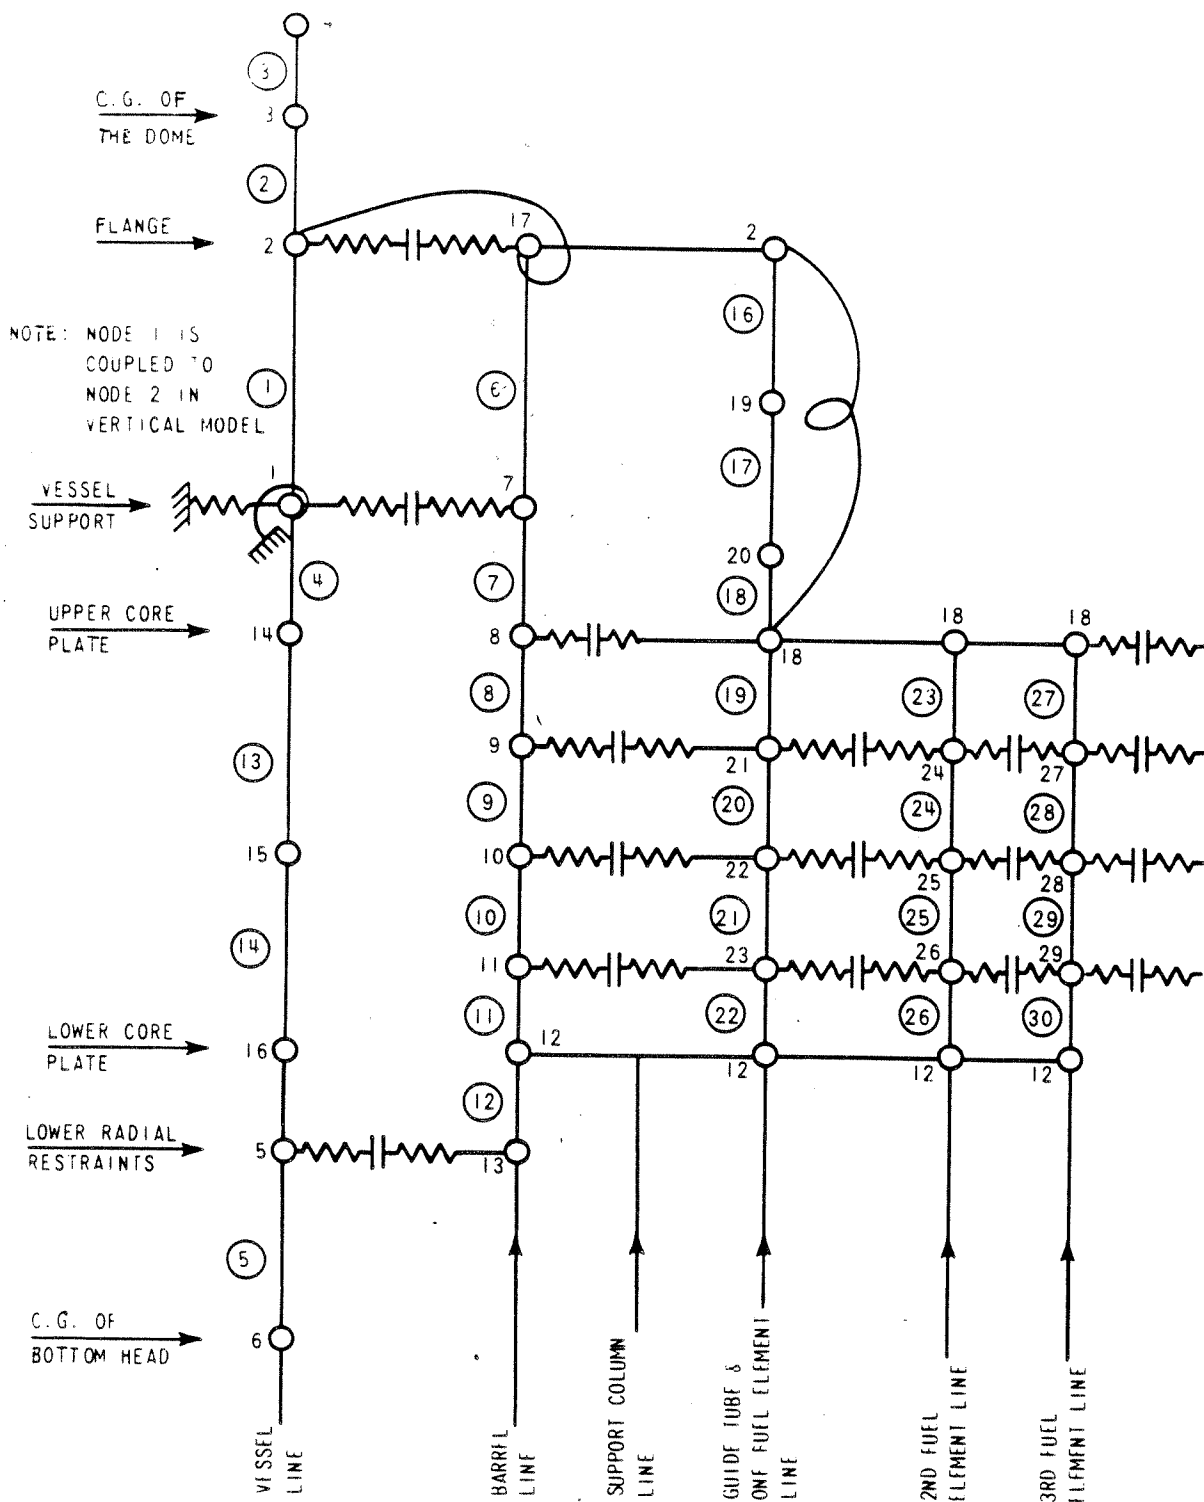 3
C.G. OF
THE DOME
3
2
FLANGE
2
17
2
16
NOTE: NODE 1 IS
COUPLED TO
NODE 2 IN
VERTICAL MODEL
1
6
19
17
1
VESSEL
SUPPORT
7
20
4
7
18
UPPER CORE
PLATE
14
8
18
18
18
8
19
23
27
9
21
24
27
13
9
20
24
28
15
10
22
25
28
10
21
25
29
14
11
23
26
29
11
22
26
30
LOWER CORE
PLATE
16
12
12
12
12
12
LOWER RADIAL
RESTRAINTS
5
13
5
C.G. OF
BOTTOM HEAD
6
VESSEL
LINE
BARREL
LINE
SUPPORT COLUMN
LINE
GUIDE TUBE &
ONE FUEL ELEMENT
LINE
2ND FUEL
ELEMENT LINE
3RD FUEL
ELEMENT LINE